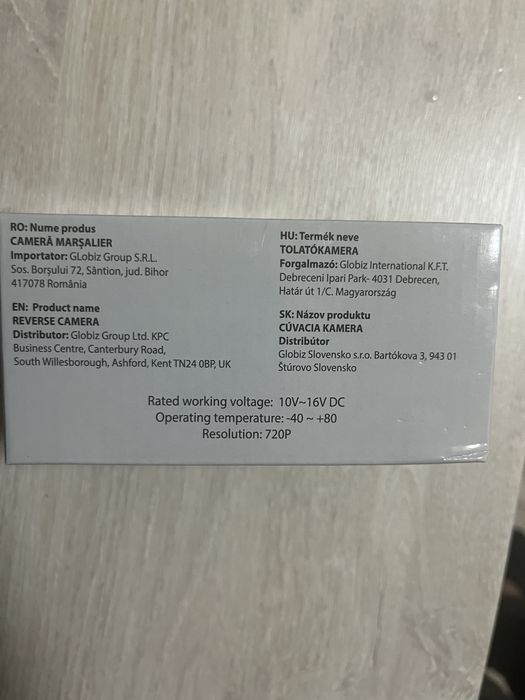 RO: Nume produs
CAMERĂ MARȘALIER
Importator: GLobiz Group S.R.L.
Sos. Borșului 72, Sântion, jud. Bihor
417078 România
EN: Product name
REVERSE CAMERA
Distributor: Globiz Group Ltd. KPC
Business Centre, Canterbury Road,
South Willesborough, Ashford, Kent TN24 0BP, UK
HU: Termék neve
TOLATÓKAMERA
Forgalmazó: Globiz International K.F.T.
Debreceni Ipari Park- 4031 Debrecen,
Határ út 1/C. Magyarország
SK: Názov produktu
CÚVACIA KAMERA
Distribútor
Globiz Slovensko s.r.o. Bartókova 3, 943 01
Štúrovo Slovensko
Rated working voltage: 10V~16V DC
Operating temperature: -40 ~ +80
Resolution: 720P